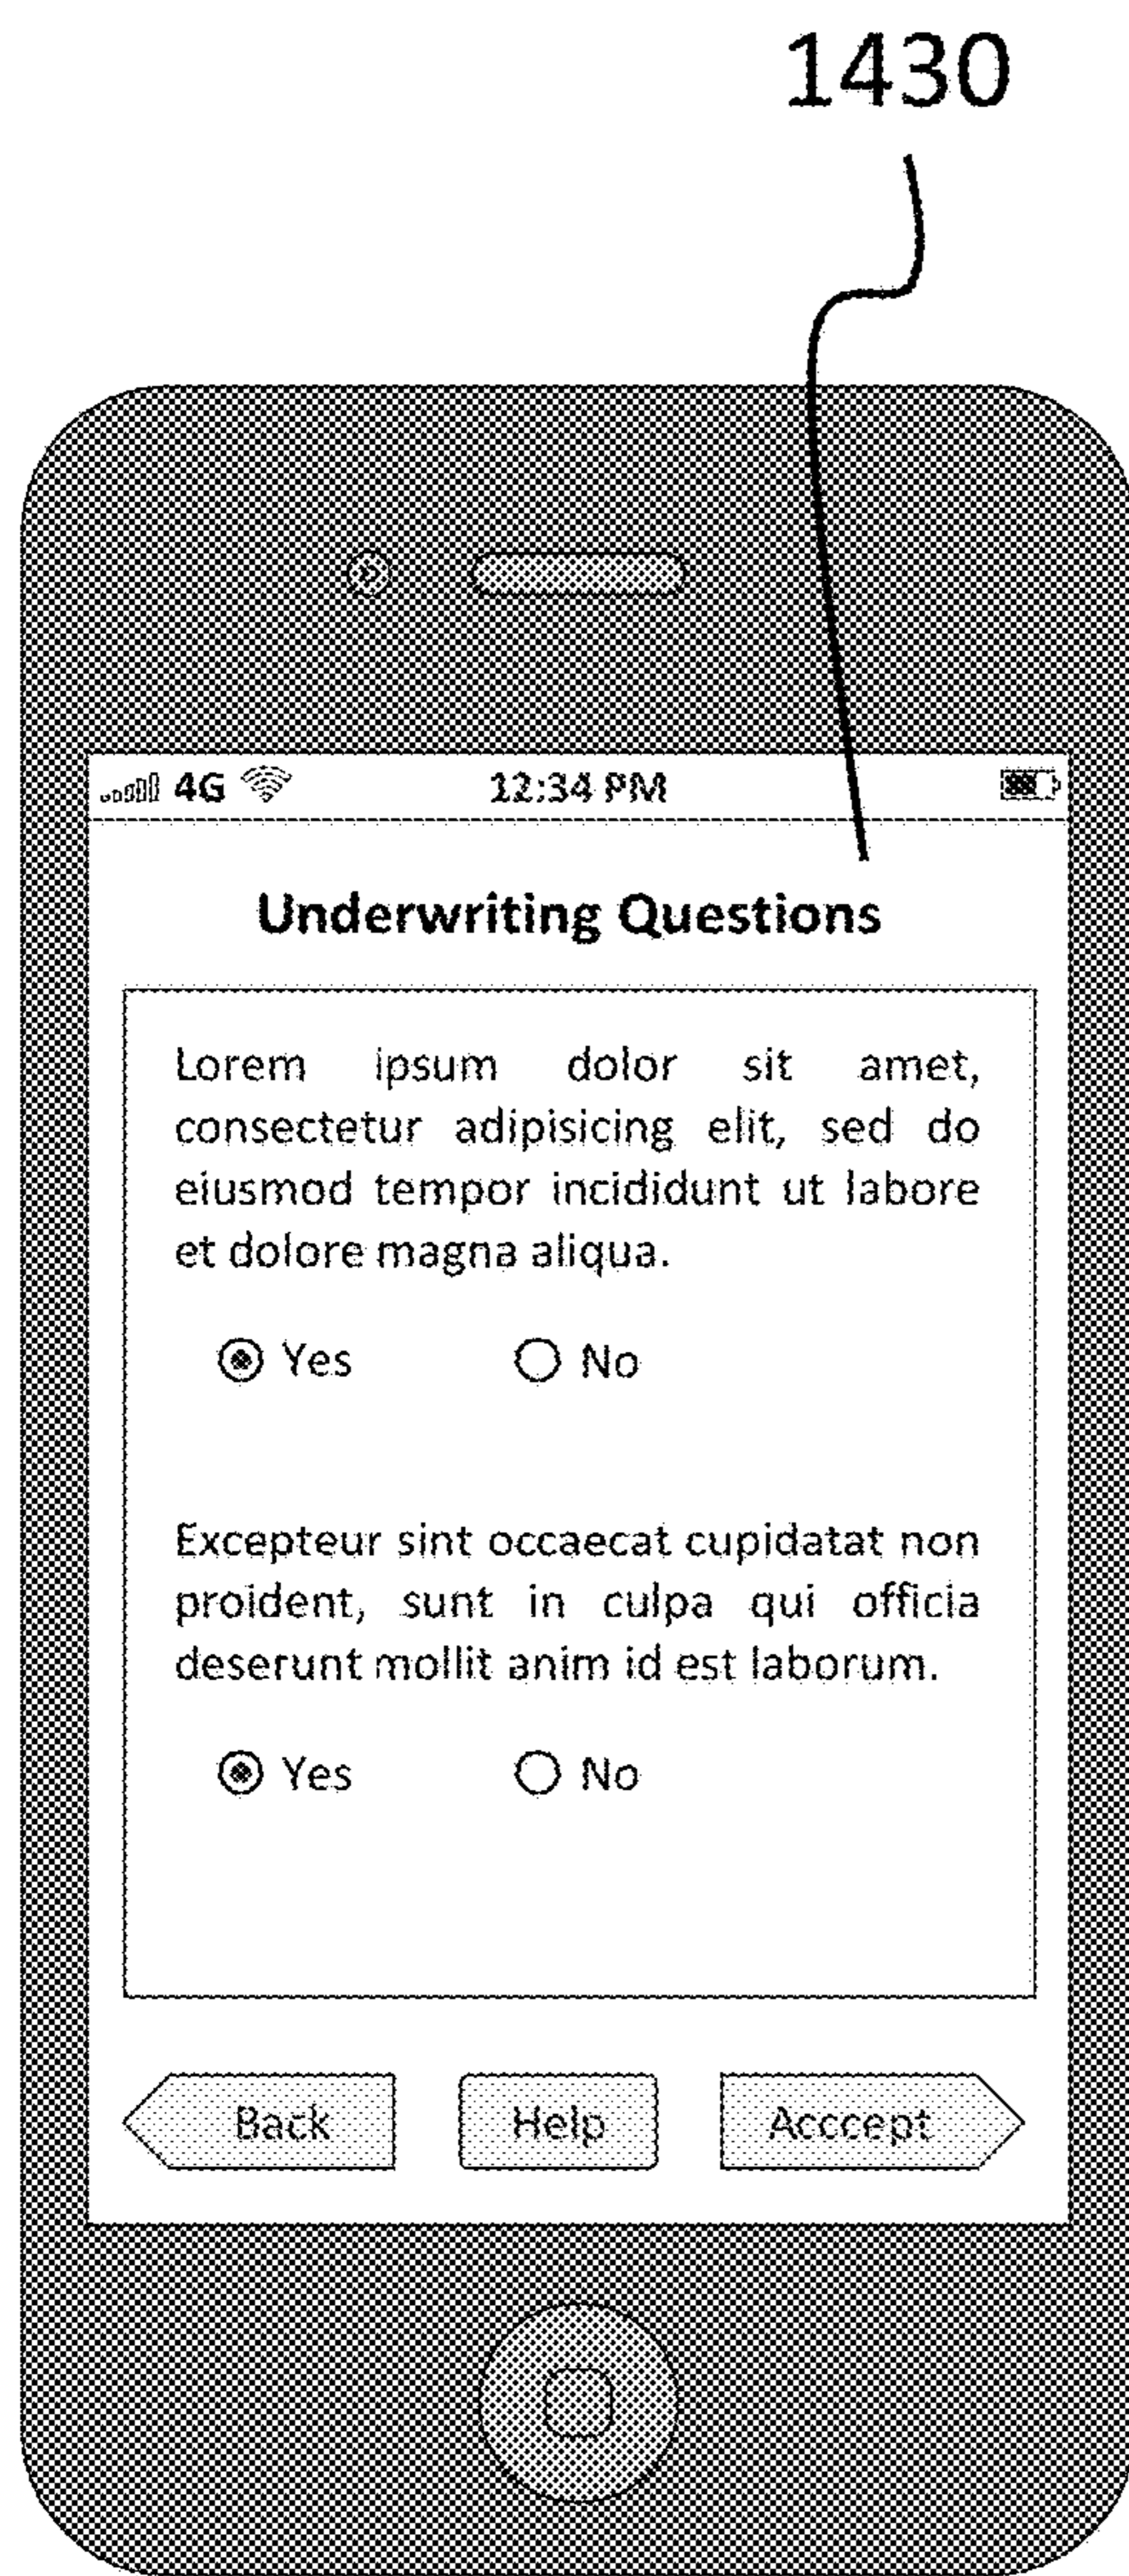 1430
4G 12:34 PM
Underwriting Questions
Lorem ipsum dolor sit amet,
consectetur adipisicing elit, sed do
eiusmod tempor incididunt ut labore
et dolore magna aliqua.
Yes No
Excepteur sint occaecat cupidatat non
proident, sunt in culpa qui officia
deserunt mollit anim id est laborum.
Yes No
Back Help Acccept